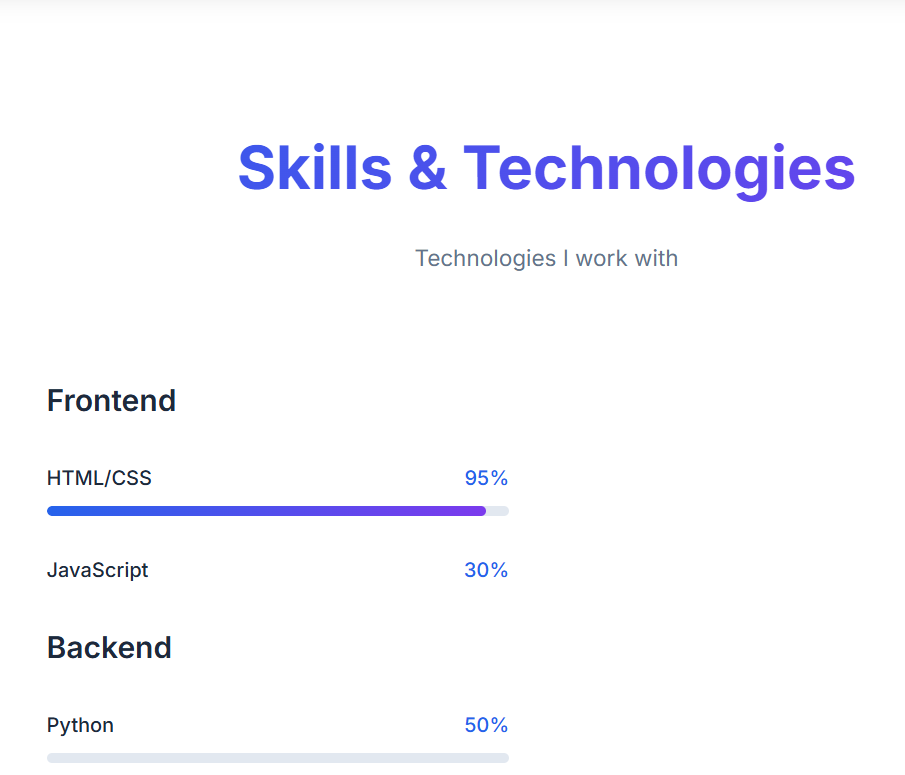 Skills & Technologies
Technologies I work with
Frontend
HTML/CSS 95%
JavaScript 30%
Backend
Python 50%